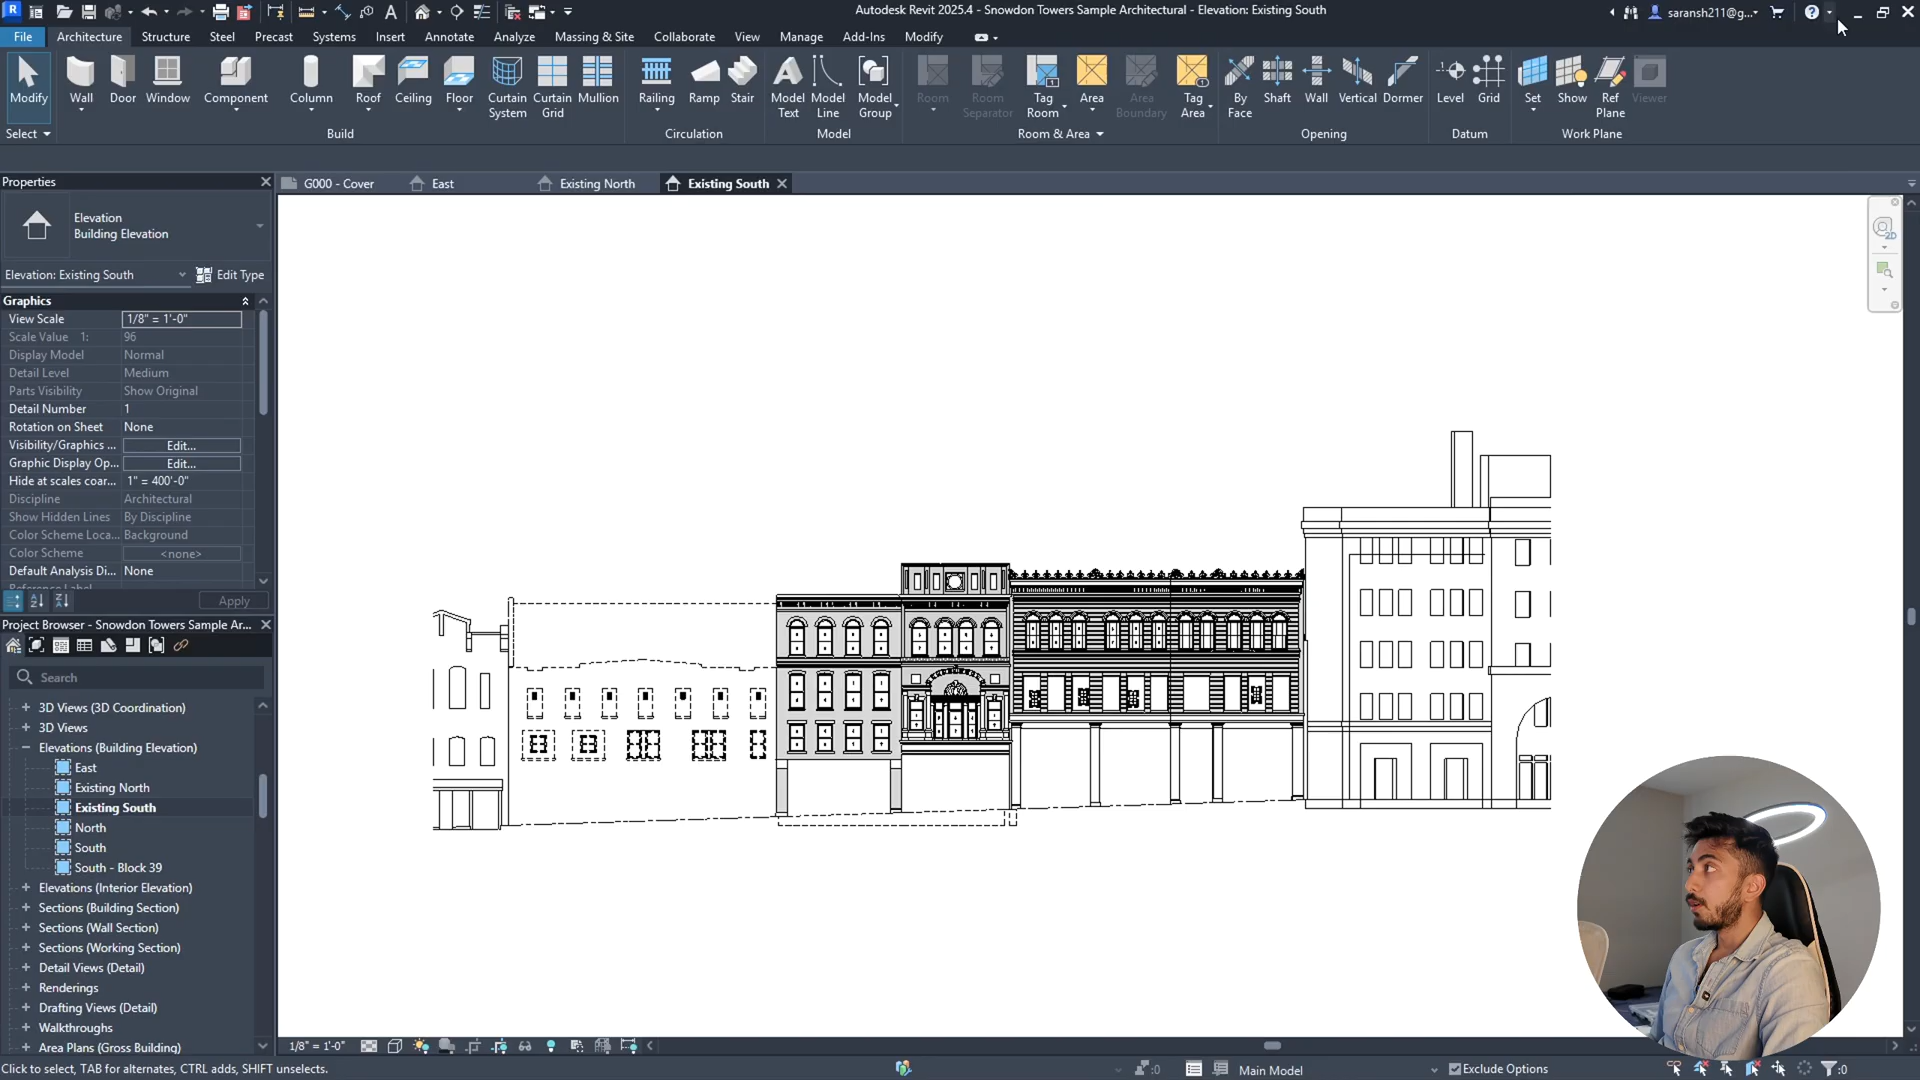 Autodesk Revit 2025.4 - Snowdon Towers Sample Architectural - Elevation: Existing South
saransh211@g...
File Architecture Structure Steel Precast Systems Insert Annotate Analyze Massing & Site Collaborate View Manage Add-Ins Modify
Modify Wall Door Window Component Column Roof Ceiling Floor Curtain System Curtain Grid Mullion Railing Ramp Stair Model Text Model Line Model Group Room Room Separator Tag Room Area Area Boundary Tag Area By Face Shaft Wall Vertical Dormer Level Grid Set Show Ref Plane Viewer
Select Build Circulation Model Room & Area Opening Datum Work Plane
Properties
G000 - Cover East Existing North Existing South
Elevation
Building Elevation
Elevation: Existing South Edit Type
Graphics
View Scale 1/8" = 1'-0"
Scale Value 1: 96
Display Model Normal
Detail Level Medium
Parts Visibility Show Original
Detail Number 1
Rotation on Sheet None
Visibility/Graphics ... Edit...
Graphic Display Op... Edit...
Hide at scales coar... 1" = 400'-0"
Discipline Architectural
Show Hidden Lines By Discipline
Color Scheme Loca... Background
Color Scheme <none>
Default Analysis Di... None
Apply
Project Browser - Snowdon Towers Sample Ar...
Search
3D Views (3D Coordination)
3D Views
Elevations (Building Elevation)
East
Existing North
Existing South
North
South
South - Block 39
Elevations (Interior Elevation)
Sections (Building Section)
Sections (Wall Section)
Sections (Working Section)
Detail Views (Detail)
Renderings
Drafting Views (Detail)
Walkthroughs
Area Plans (Gross Building)
1/8" = 1'-0"
Click to select, TAB for alternates, CTRL adds, SHIFT unselects.
:0
Main Model
Exclude Options
:0